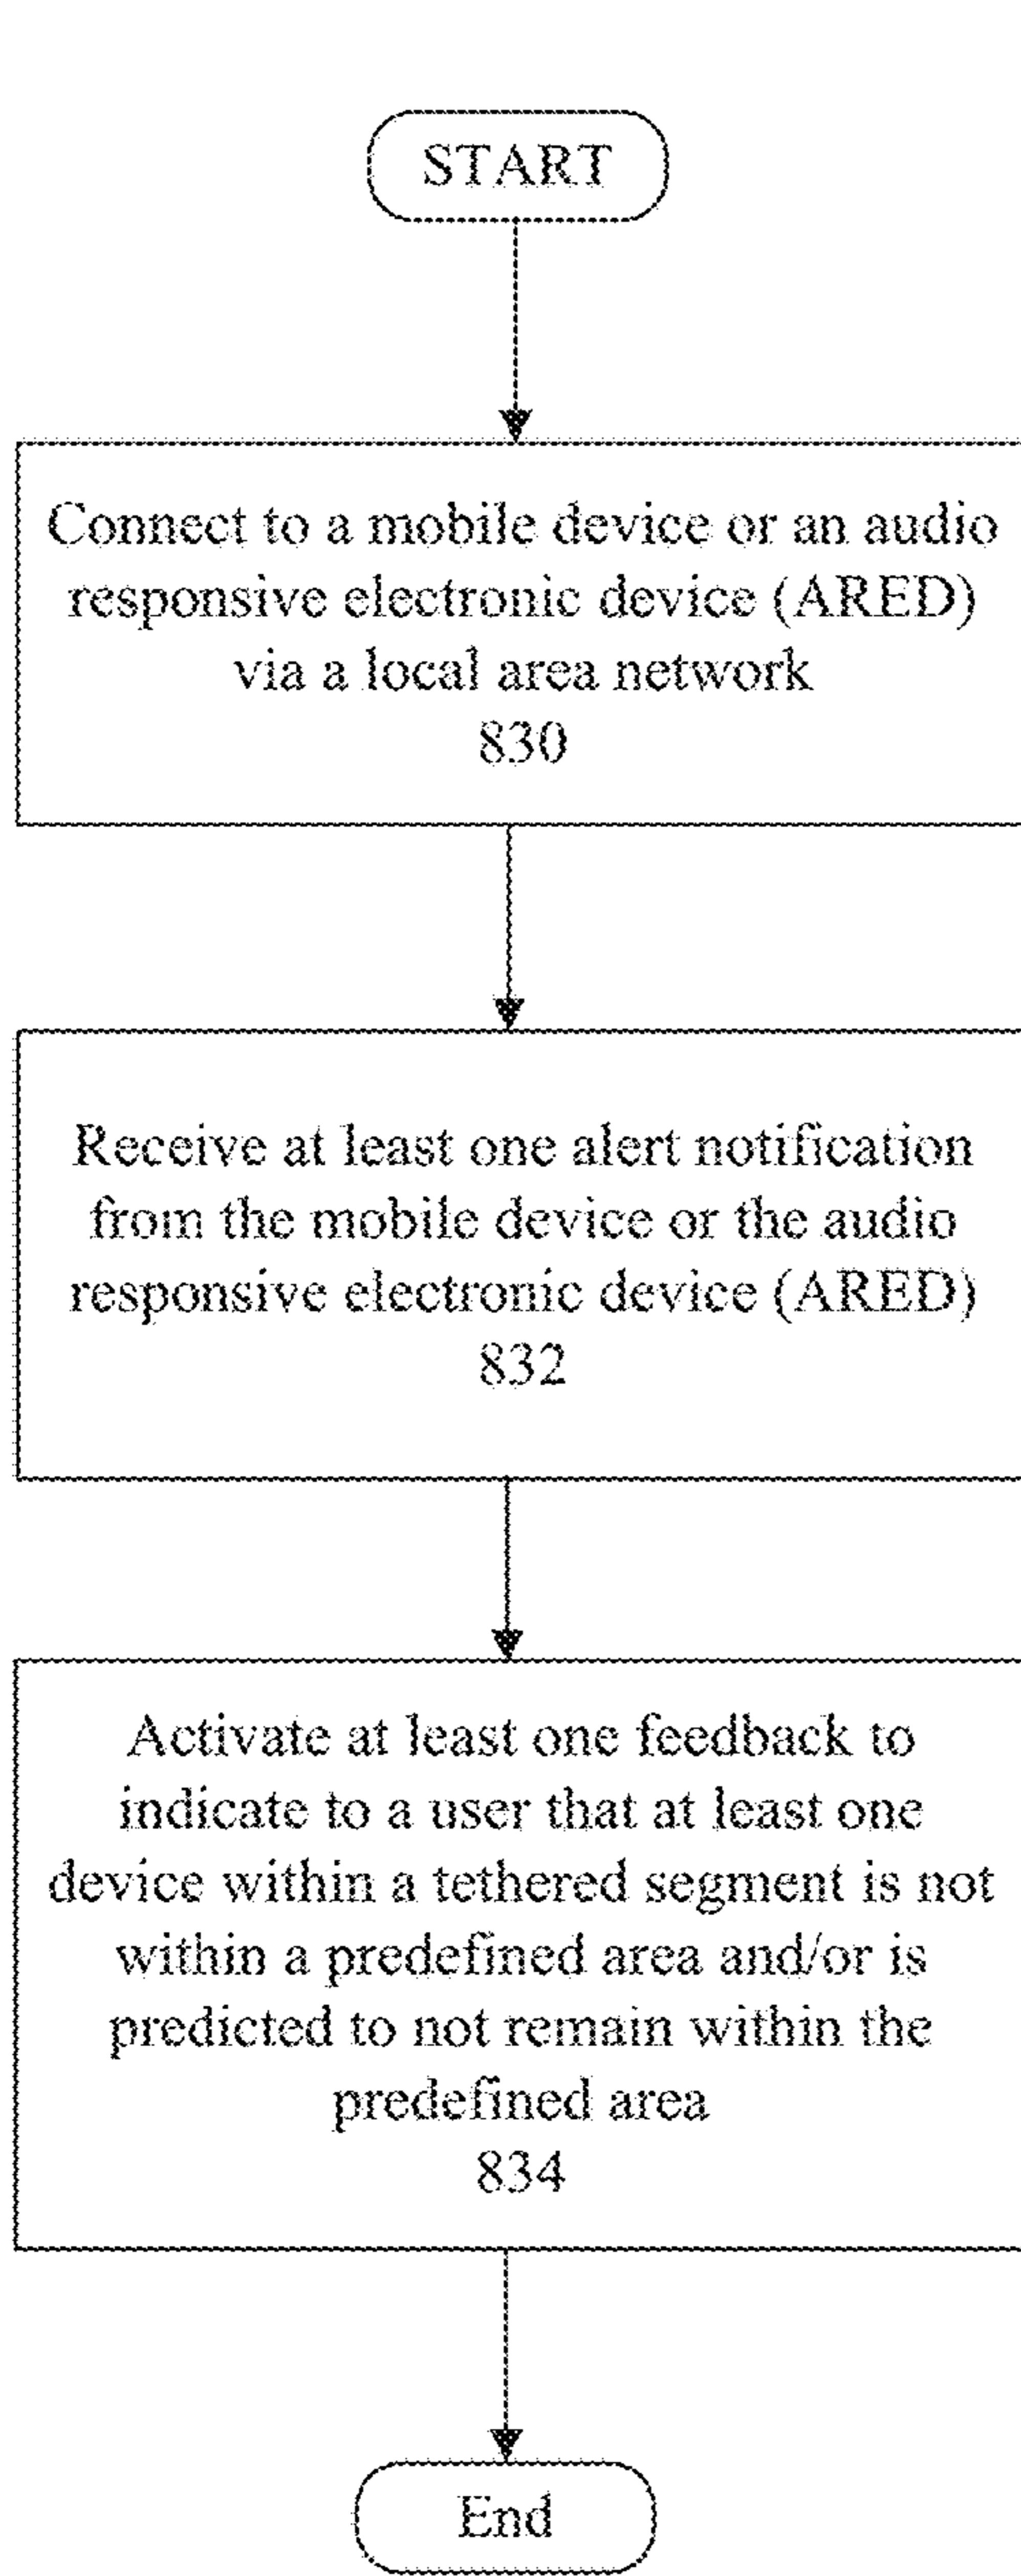 START
Connect to a mobile device or an audio
responsive electronic device (ARED)
via a local area network
830
Receive at least one alert notification
from the mobile device or the audio
responsive electronic device (ARED)
832
Activate at least one feedback to
indicate to a user that at least one
device within a tethered segment is not
within a predefined area and/or is
predicted to not remain within the
predefined area
834
End